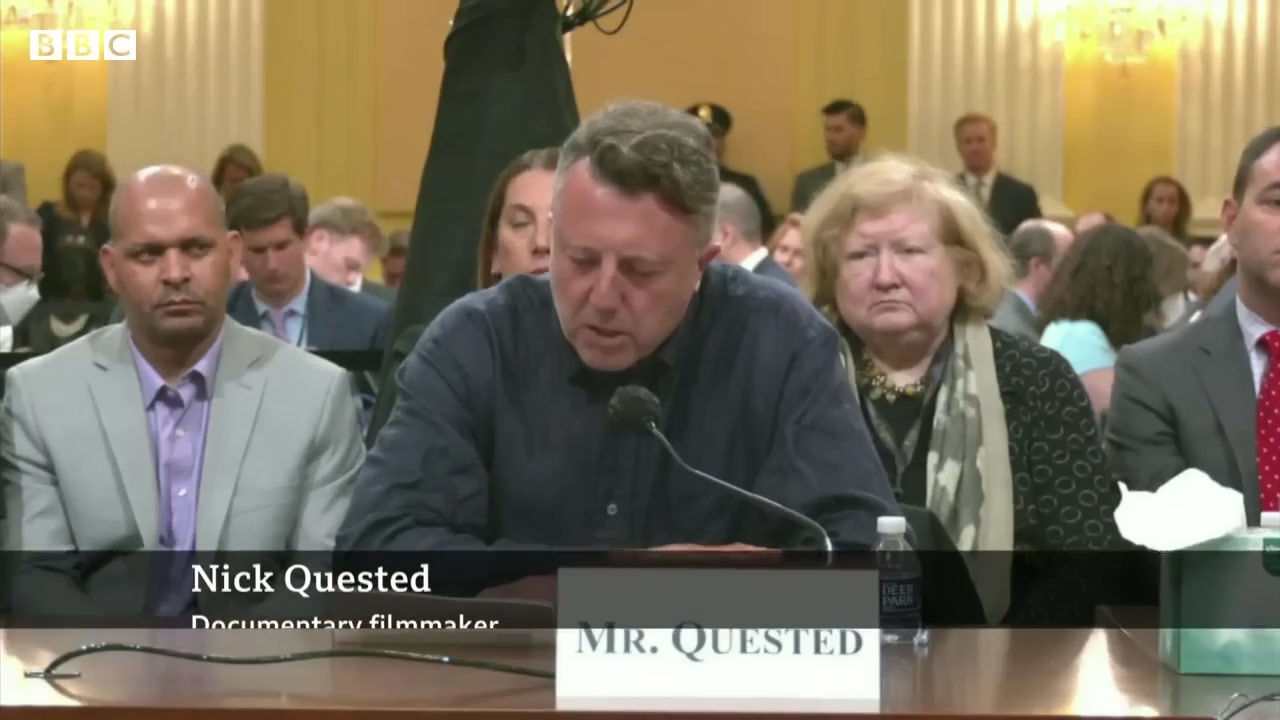 BBC
Nick Quested
Documentary filmmaker
MR. QUESTED
DEER
PARK